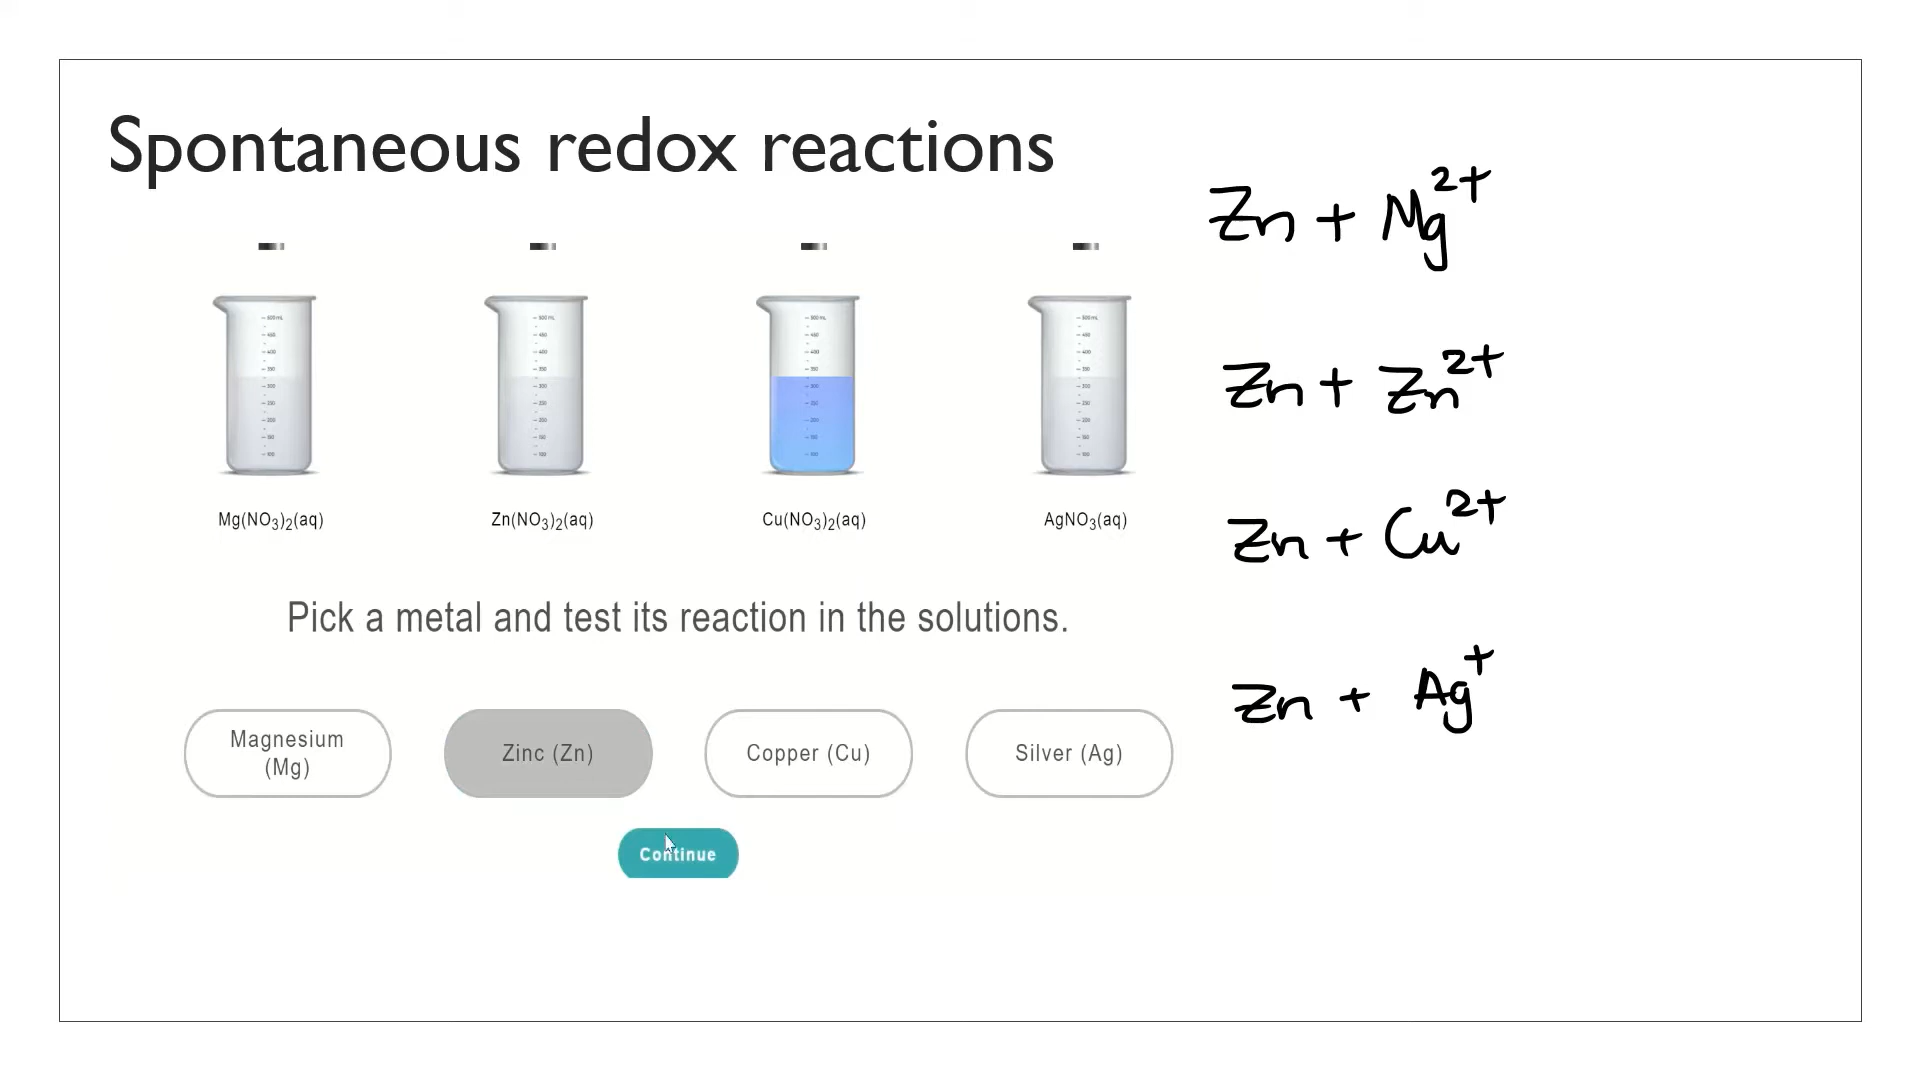 Spontaneous redox reactions
Zn + Mg²⁺
Zn + Zn²⁺
Zn + Cu²⁺
Zn + Ag⁺
Mg(NO₃)₂(aq)
Zn(NO₃)₂(aq)
Cu(NO₃)₂(aq)
AgNO₃(aq)
Pick a metal and test its reaction in the solutions.
Magnesium
(Mg)
Zinc (Zn)
Copper (Cu)
Silver (Ag)
Continue